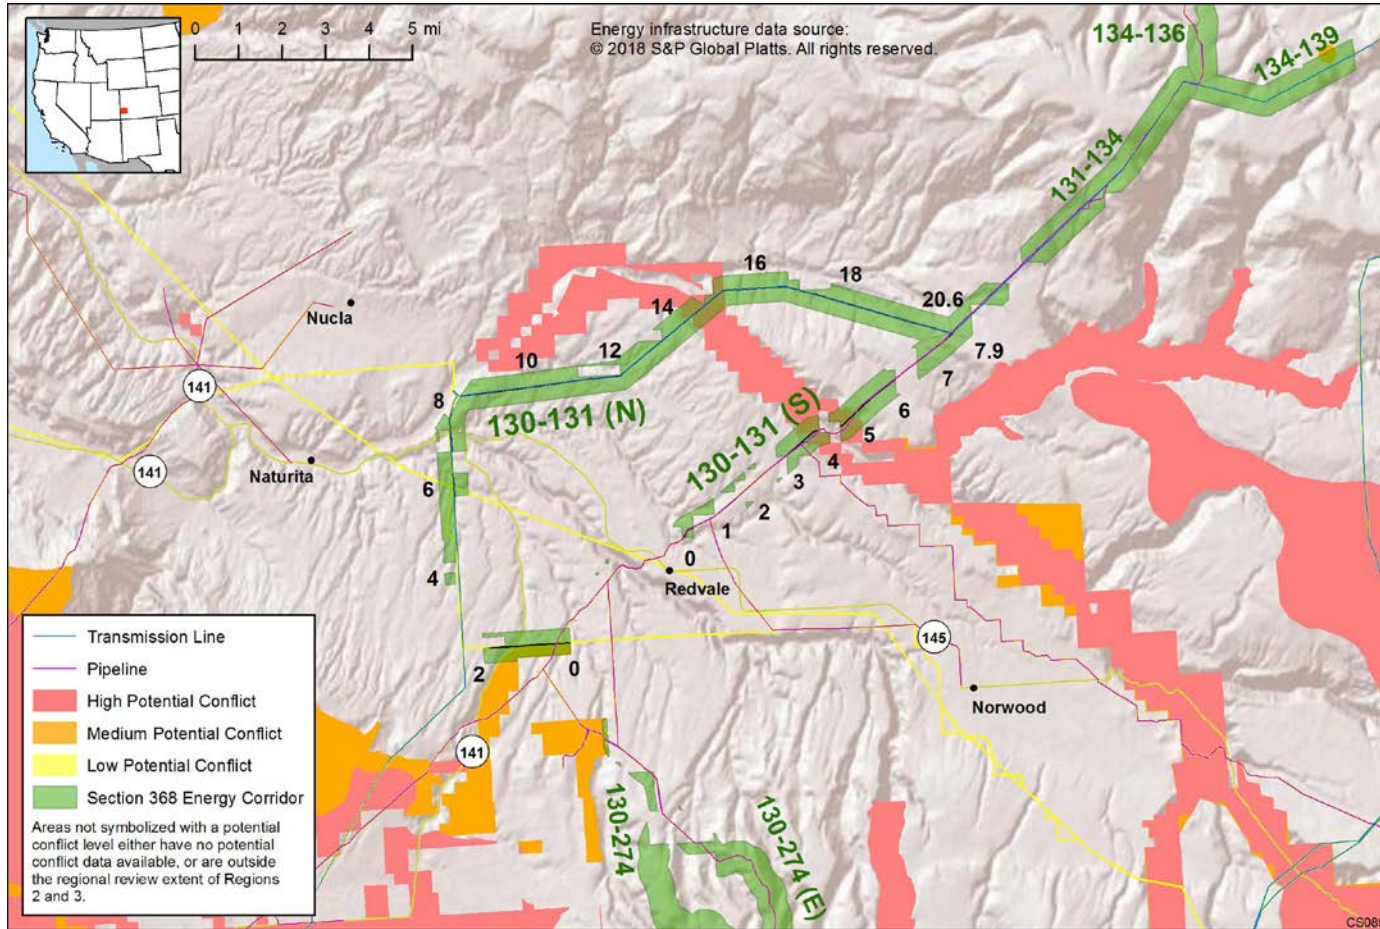 0 1 2 3 4 5 mi
Energy infrastructure data source:
© 2018 S&P Global Platts. All rights reserved.
134-136
134-139
131-134
16
18
20.6
14
Nucla
7.9
10
12
7
141
8
6
130-131 (N)
130-131 (S)
5
4
141
Naturita
3
6
2
1
0
4
Redvale
145
2
0
Norwood
141
130-274
130-274 (E)
Transmission Line
Pipeline
High Potential Conflict
Medium Potential Conflict
Low Potential Conflict
Section 368 Energy Corridor
Areas not symbolized with a potential
conflict level either have no potential
conflict data available, or are outside
the regional review extent of Regions
2 and 3.